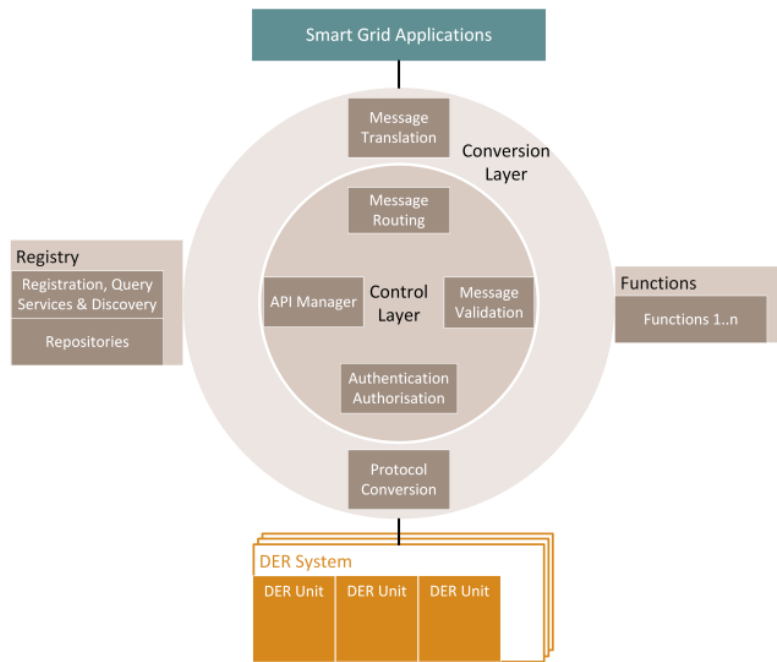 Smart Grid Applications
Message
Translation
Conversion
Layer
Message
Routing
Registry
Registration, Query
Services & Discovery
Repositories
API Manager
Control
Layer
Message
Validation
Functions
Functions 1..n
Authentication
Authorisation
Protocol
Conversion
DER System
DER Unit
DER Unit
DER Unit